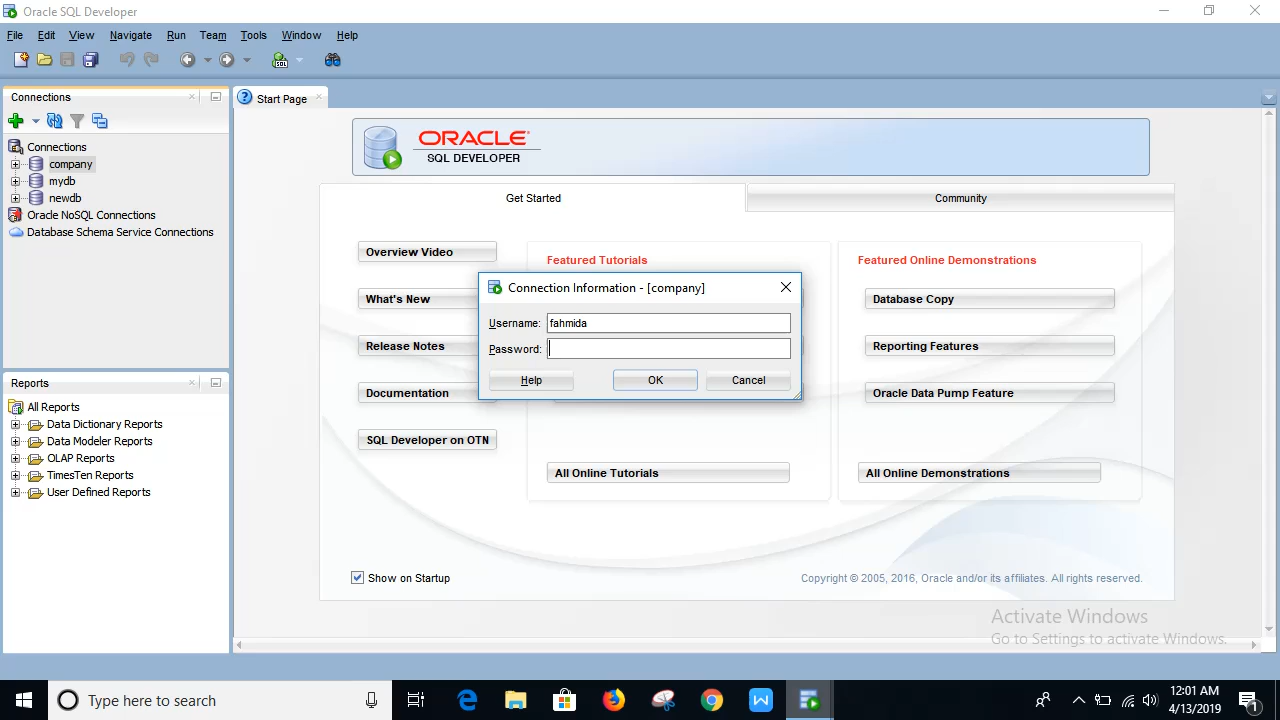 Oracle SQL Developer
File Edit View Navigate Run Team Tools Window Help
Connections
Connections
company
mydb
newdb
Oracle NoSQL Connections
Database Schema Service Connections
Reports
All Reports
Data Dictionary Reports
Data Modeler Reports
OLAP Reports
TimesTen Reports
User Defined Reports
Start Page
ORACLE
SQL DEVELOPER
Get Started
Community
Overview Video
What's New
Release Notes
Documentation
SQL Developer on OTN
Featured Tutorials
All Online Tutorials
Featured Online Demonstrations
Database Copy
Reporting Features
Oracle Data Pump Feature
All Online Demonstrations
Connection Information - [company]
Username: fahmida
Password:
Help OK Cancel
Show on Startup
Copyright © 2005, 2016, Oracle and/or its affiliates. All rights reserved.
Activate Windows
Go to Settings to activate Windows.
Type here to search
12:01 AM
4/13/2019
1